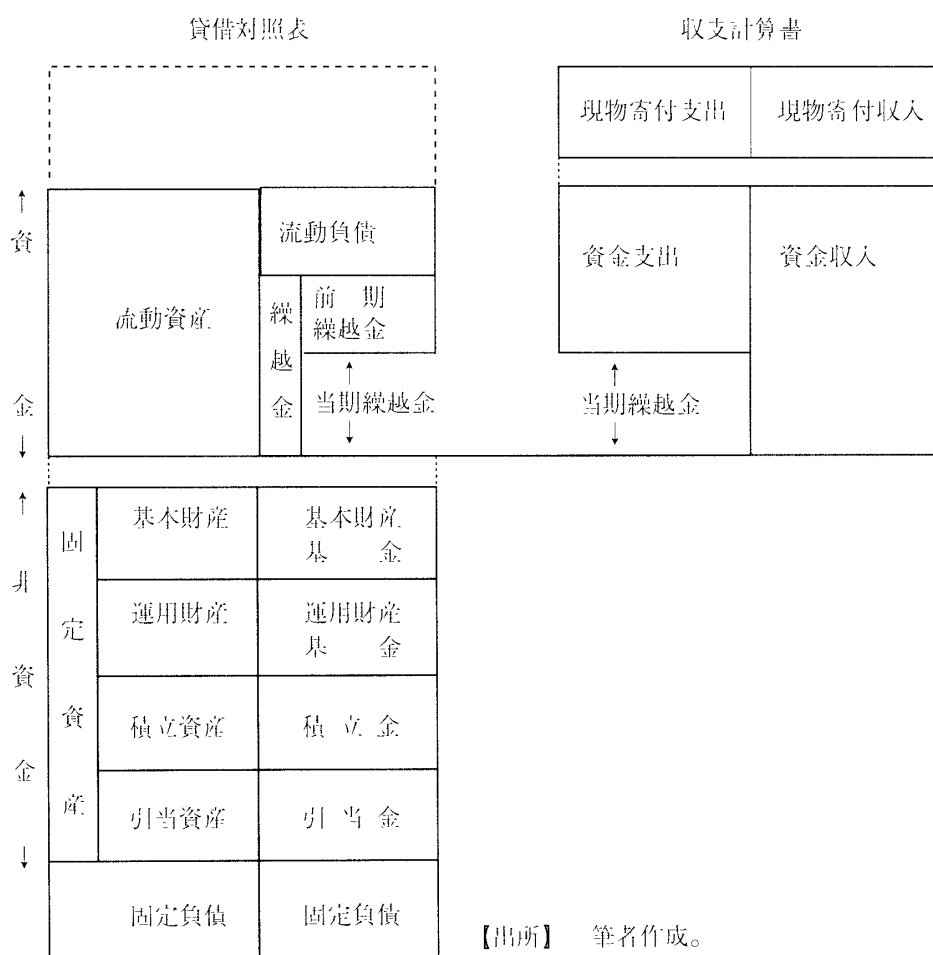 貸借対照表
収支計算書
現物寄付支出
現物寄付収入
↑
資
金
↓
流動資産
流動負債
繰
越
金
前　期
繰越金
↑
当期繰越金
↓
資金支出
資金収入
↑
当期繰越金
↓
↑
非
資
金
↓
固
定
資
産
基本財産
基本財産
基　　金
運用財産
運用財産
基　　金
積立資産
積　立　金
引当資産
引　当　金
固定負債
固定負債
【出所】　筆者作成。